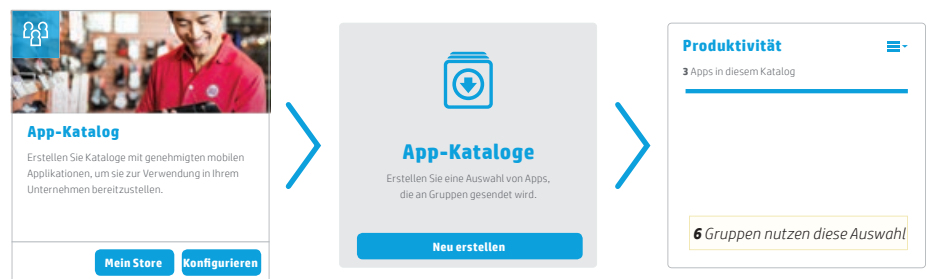 App-Katalog
Erstellen Sie Kataloge mit genehmigten mobilen
Applikationen, um sie zur Verwendung in Ihrem
Unternehmen bereitzustellen.
Mein Store
Konfigurieren
App-Kataloge
Erstellen Sie eine Auswahl von Apps,
die an Gruppen gesendet wird.
Neu erstellen
Produktivität
3 Apps in diesem Katalog
6 Gruppen nutzen diese Auswahl